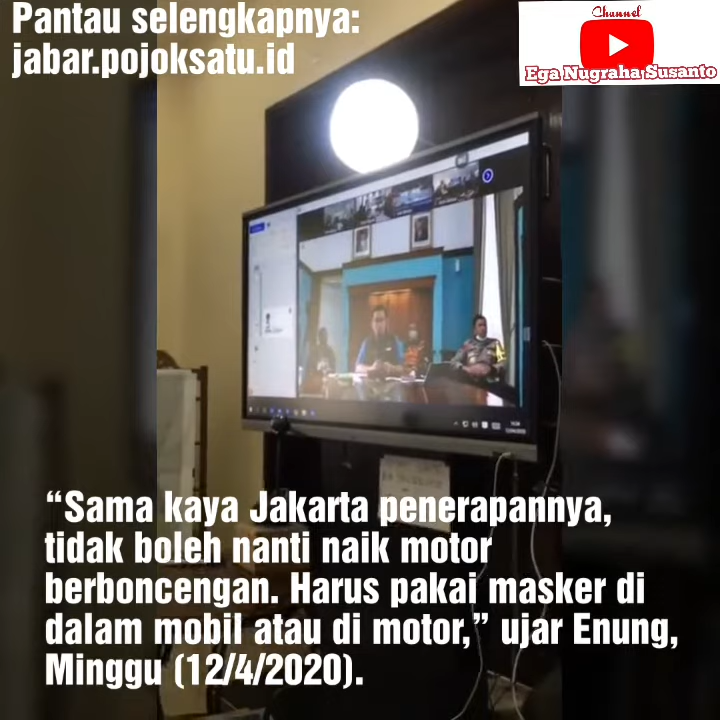 Pantau selengkapnya:
jabar.pojoksatu.id
Channel
Ega Nugraha Susanto
“Sama kaya Jakarta penerapannya,
tidak boleh nanti naik motor
berboncengan. Harus pakai masker di
dalam mobil atau di motor,” ujar Enung,
Minggu (12/4/2020).